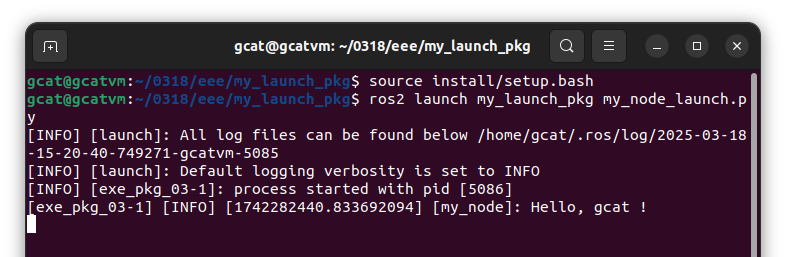 gcat@gcatvm: ~/0318/eee/my_launch_pkg
gcat@gcatvm:~/0318/eee/my_launch_pkg$ source install/setup.bash
gcat@gcatvm:~/0318/eee/my_launch_pkg$ ros2 launch my_launch_pkg my_node_launch.p
y
[INFO] [launch]: All log files can be found below /home/gcat/.ros/log/2025-03-18
-15-20-40-749271-gcatvm-5085
[INFO] [launch]: Default logging verbosity is set to INFO
[INFO] [exe_pkg_03-1]: process started with pid [5086]
[exe_pkg_03-1] [INFO] [1742282440.833692094] [my_node]: Hello, gcat !